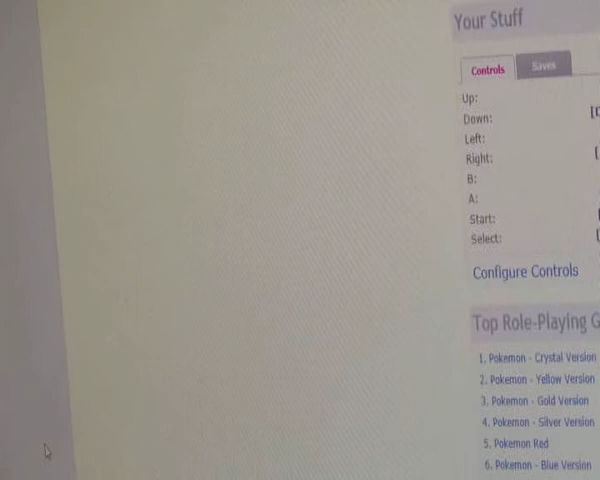 Your Stuff
Controls Saves
Up:
Down:
Left:
Right:
B:
A:
Start:
Select:
Configure Controls
Top Role-Playing G
1. Pokemon - Crystal Version
2. Pokemon - Yellow Version
3. Pokemon - Gold Version
4. Pokemon - Silver Version
5. Pokemon Red
6. Pokemon - Blue Version